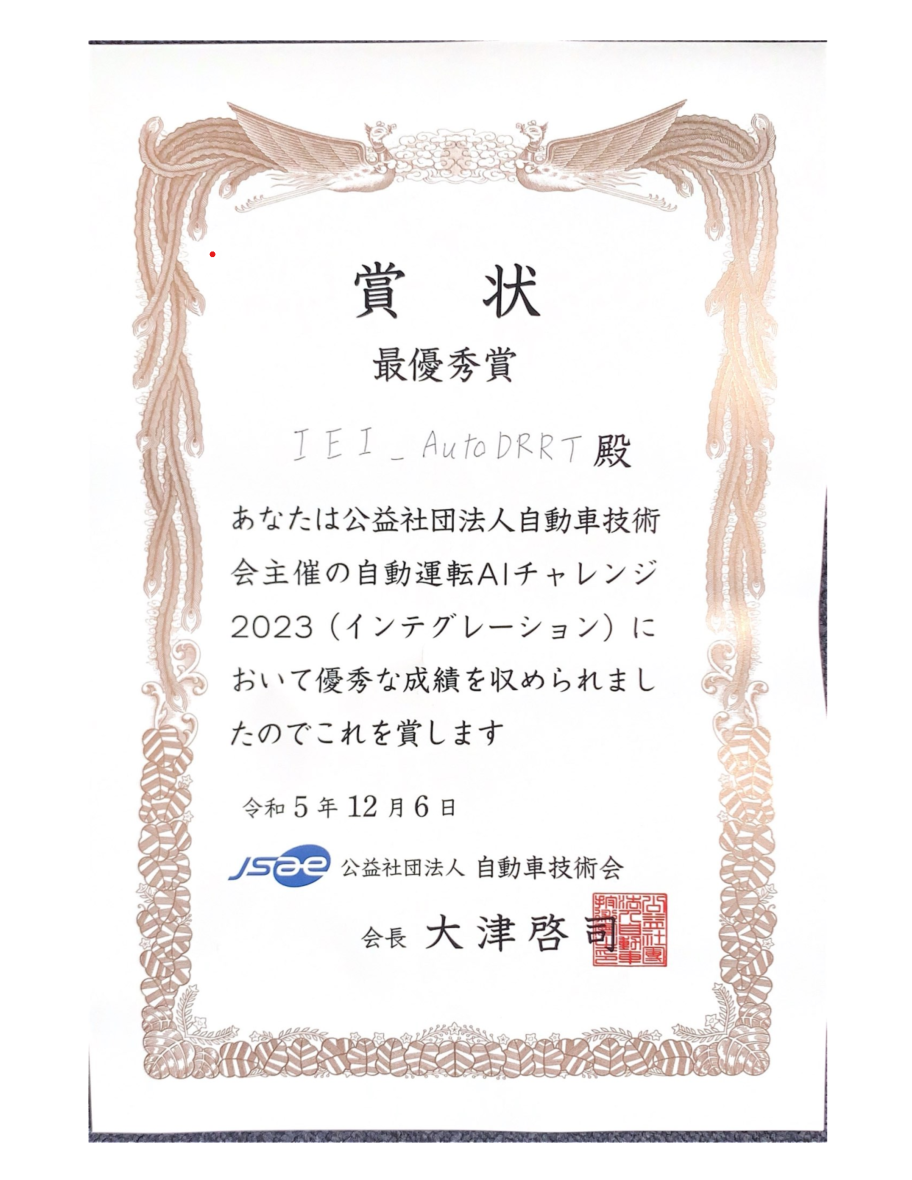 賞 状
最優秀賞
IEI_AutoDRRT 殿
あなたは公益社団法人自動車技術
会主催の自動運転AIチャレンジ
2023（インテグレーション）に
おいて優秀な成績を収められまし
たのでこれを賞します
令和5年12月6日
JSae 公益社団法人 自動車技術会
会長 大津啓司